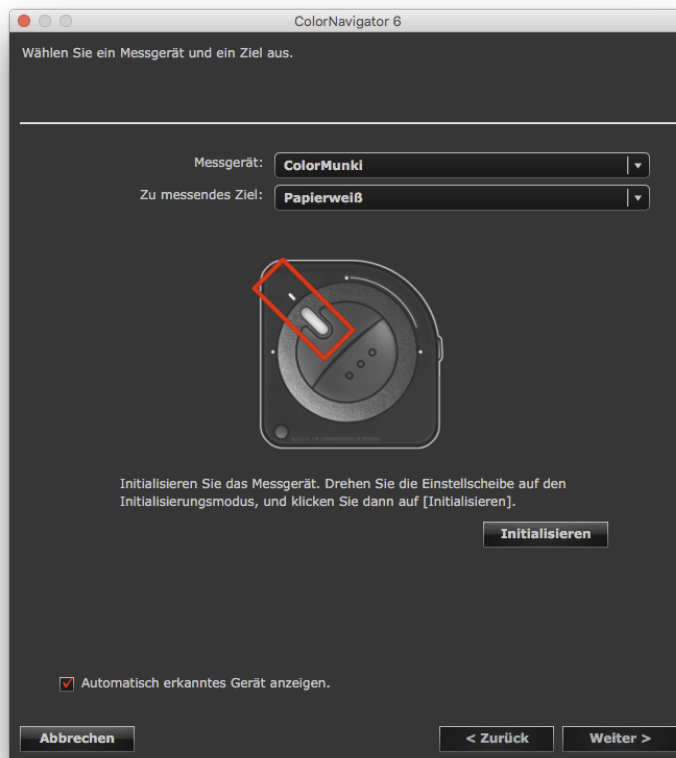 ColorNavigator 6
Wählen Sie ein Messgerät und ein Ziel aus.
Messgerät: ColorMunki
Zu messendes Ziel: Papierweiß
Initialisieren Sie das Messgerät. Drehen Sie die Einstellscheibe auf den
Initialisierungsmodus, und klicken Sie dann auf [Initialisieren].
Initialisieren
Automatisch erkanntes Gerät anzeigen.
Abbrechen
< Zurück
Weiter >